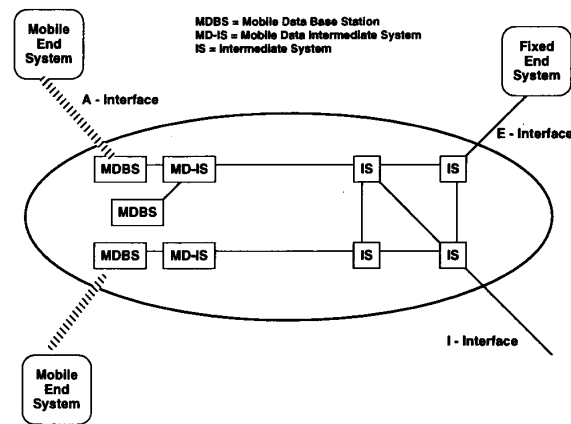 Mobile
End
System
MDBS = Mobile Data Base Station
MD-IS = Mobile Data Intermediate System
IS = Intermediate System
Fixed
End
System
A - Interface
E - Interface
MDBS
MD-IS
IS
IS
MDBS
MDBS
MD-IS
IS
IS
I - Interface
Mobile
End
System